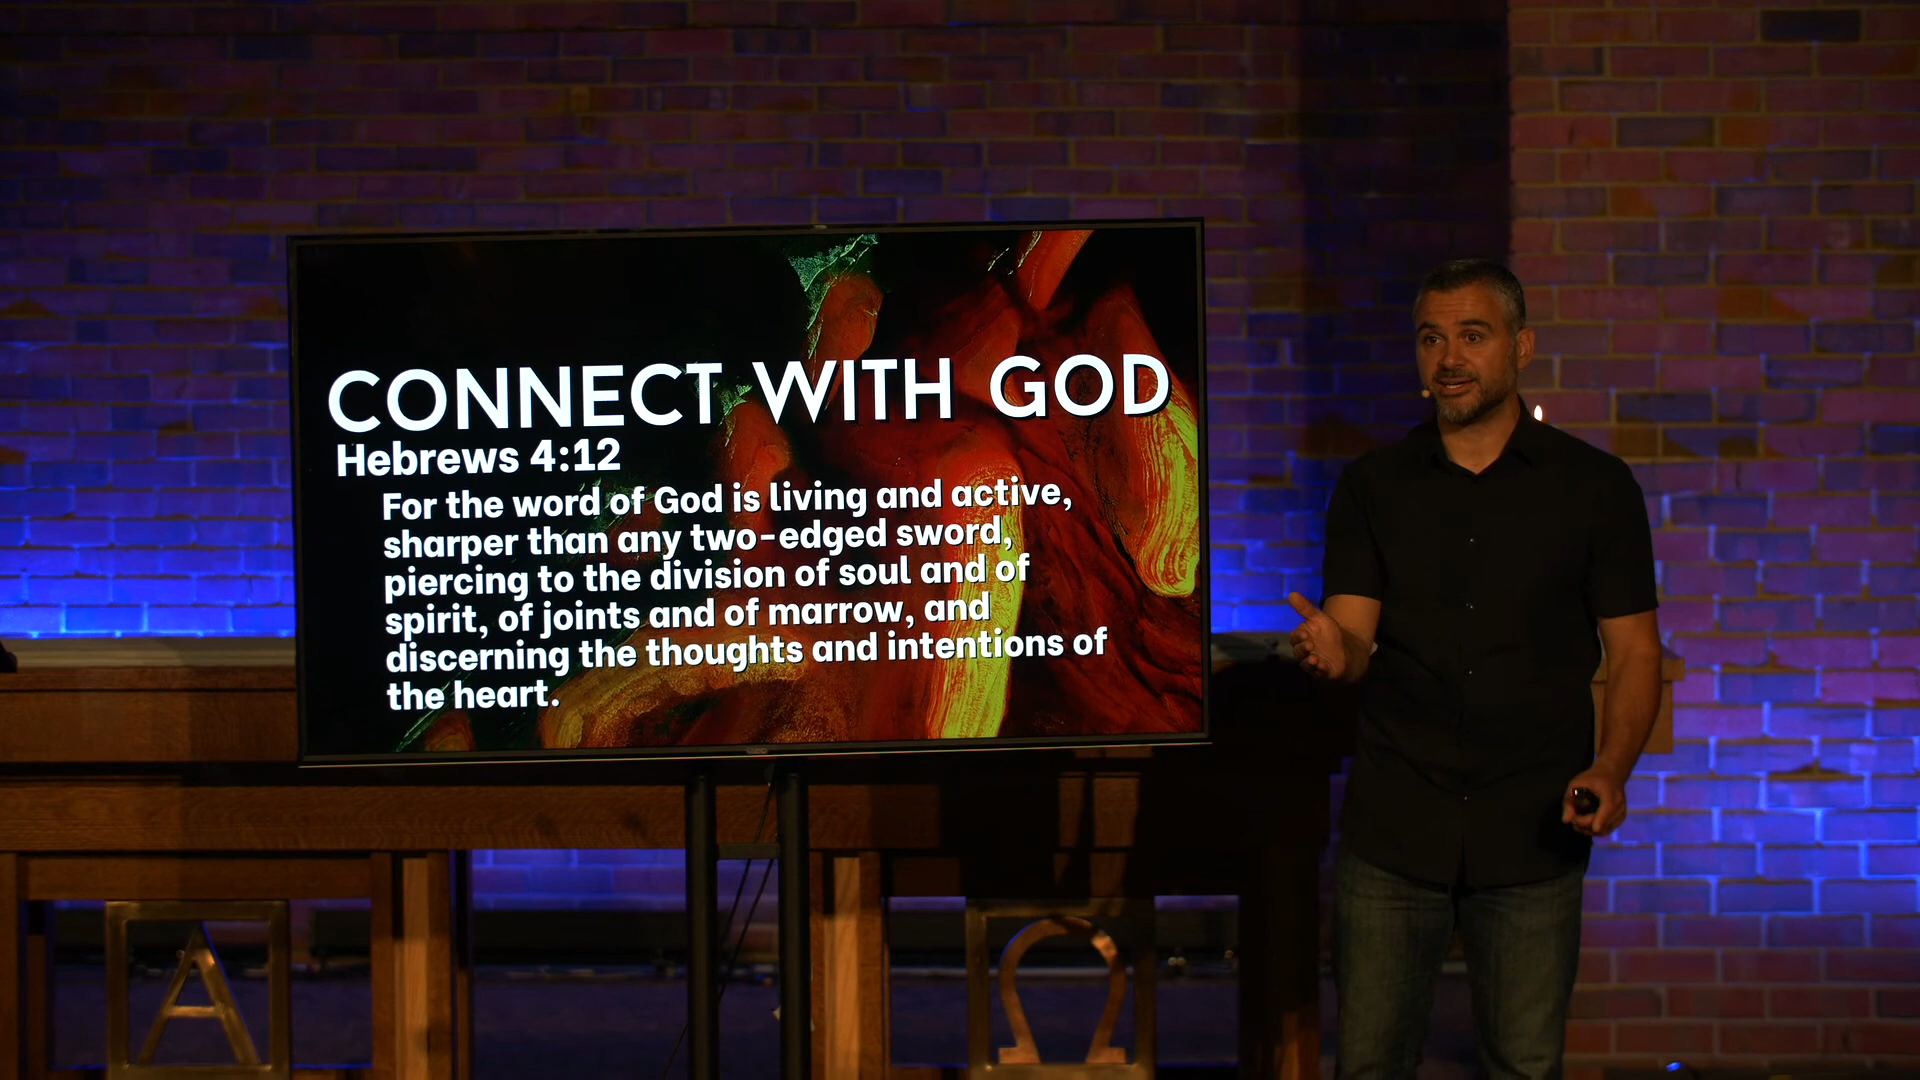 CONNECT WITH GOD
Hebrews 4:12
For the word of God is living and active,
sharper than any two-edged sword,
piercing to the division of soul and of
spirit, of joints and of marrow, and
discerning the thoughts and intentions of
the heart.
VIZIO
Α Ω